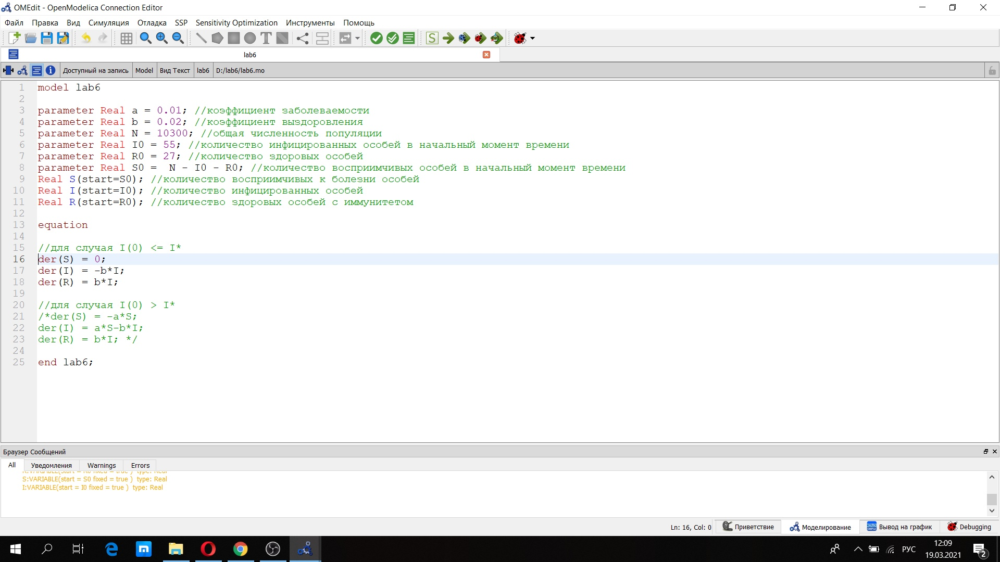 OMEdit - OpenModelica Connection Editor
Файл Правка Вид Симуляция Отладка SSP Sensitivity Optimization Инструменты Помощь
lab6
Доступный на запись Model Вид Текст lab6 D:/lab6/lab6.mo
1 model lab6
2
3 parameter Real a = 0.01; //коэффициент заболеваемости
4 parameter Real b = 0.02; //коэффициент выздоровления
5 parameter Real N = 10300; //общая численность популяции
6 parameter Real I0 = 55; //количество инфицированных особей в начальный момент времени
7 parameter Real R0 = 27; //количество здоровых особей
8 parameter Real S0 =  N - I0 - R0; //количество восприимчивых особей в начальный момент времени
9 Real S(start=S0); //количество восприимчивых к болезни особей
10 Real I(start=I0); //количество инфицированных особей
11 Real R(start=R0); //количество здоровых особей с иммунитетом
12
13 equation
14
15 //для случая I(0) <= I*
16 der(S) = 0;
17 der(I) = -b*I;
18 der(R) = b*I;
19
20 //для случая I(0) > I*
21 /*der(S) = -a*S;
22 der(I) = a*S-b*I;
23 der(R) = b*I; */
24
25 end lab6;
Браузер Сообщений
All Уведомления Warnings Errors
R:VARIABLE(start = R0 fixed = true )  type: Real
S:VARIABLE(start = S0 fixed = true )  type: Real
I:VARIABLE(start = I0 fixed = true )  type: Real
Ln: 16, Col: 0 Приветствие Моделирование Вывод на график Debugging
РУС
12:09
19.03.2021
2